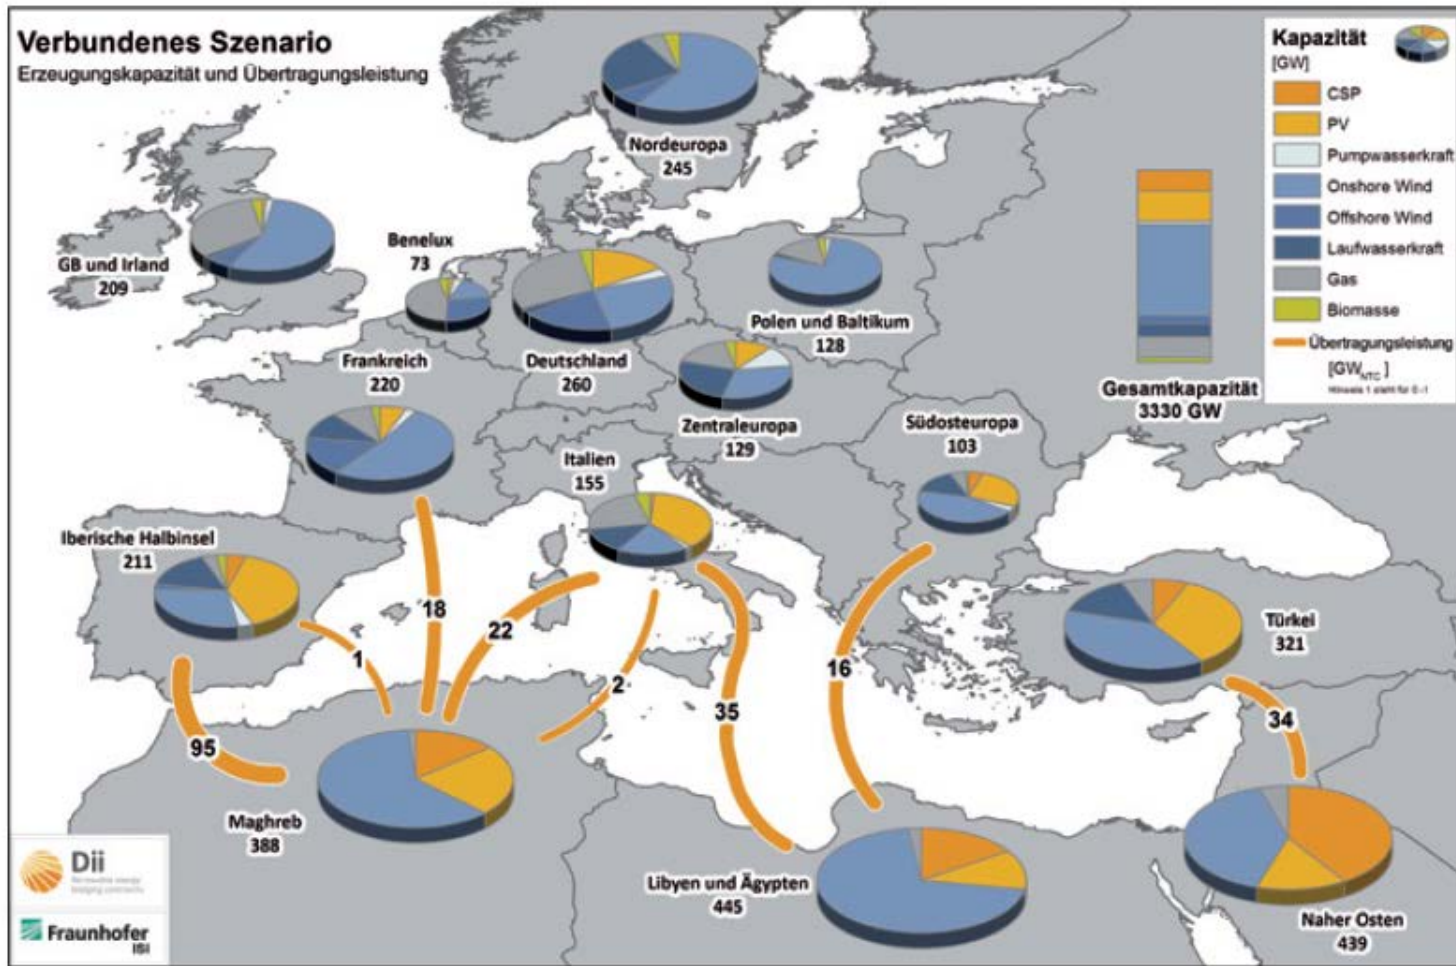 Verbundenes Szenario
Erzeugungskapazität und Übertragungsleistung
Nordeuropa
245
GB und Irland
209
Benelux
73
Deutschland
260
Polen und Baltikum
128
Frankreich
220
Zentraleuropa
129
Italien
155
Südosteuropa
103
Iberische Halbinsel
211
Türkei
321
Maghreb
388
Libyen und Ägypten
445
Naher Osten
439
1
18
22
2
35
16
34
95
Gesamtkapazität
3330 GW
Kapazität
[GW]
CSP
PV
Pumpwasserkraft
Onshore Wind
Offshore Wind
Laufwasserkraft
Gas
Biomasse
Übertragungsleistung
[GW NTC ]
Dii
Fraunhofer
ISI